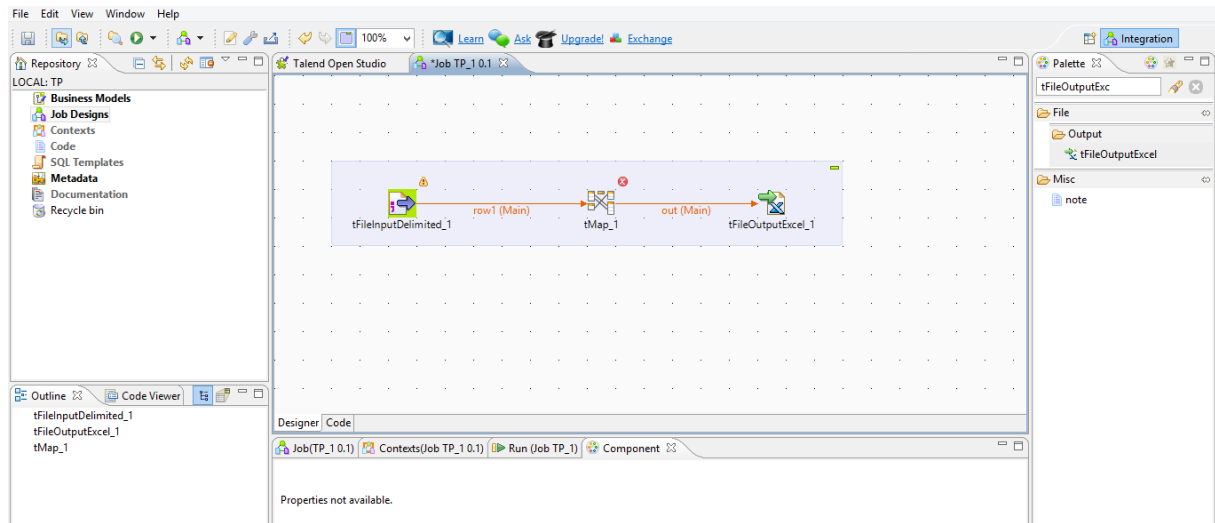 File Edit View Window Help
100% Learn Ask Upgrade! Exchange Integration
Repository
LOCAL: TP
Business Models
Job Designs
Contexts
Code
SQL Templates
Metadata
Documentation
Recycle bin
Talend Open Studio *Job TP_1 0.1
row1 (Main) out (Main)
tFileInputDelimited_1 tMap_1 tFileOutputExcel_1
Designer Code
Palette
tFileOutputExc
File
Output
tFileOutputExcel
Misc
note
Outline Code Viewer
tFileInputDelimited_1
tFileOutputExcel_1
tMap_1
Job(TP_1 0.1) Contexts(Job TP_1 0.1) Run (Job TP_1) Component
Properties not available.